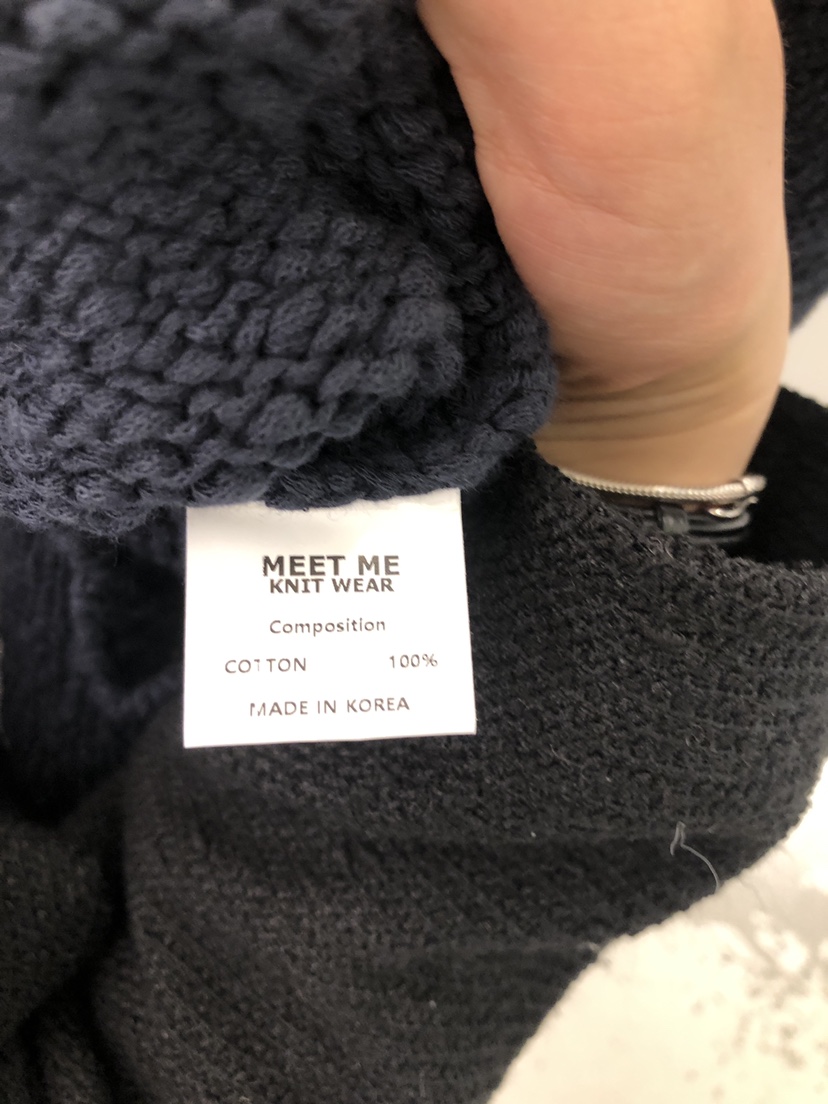 MEET ME
KNIT WEAR
Composition
COTTON 100%
MADE IN KOREA